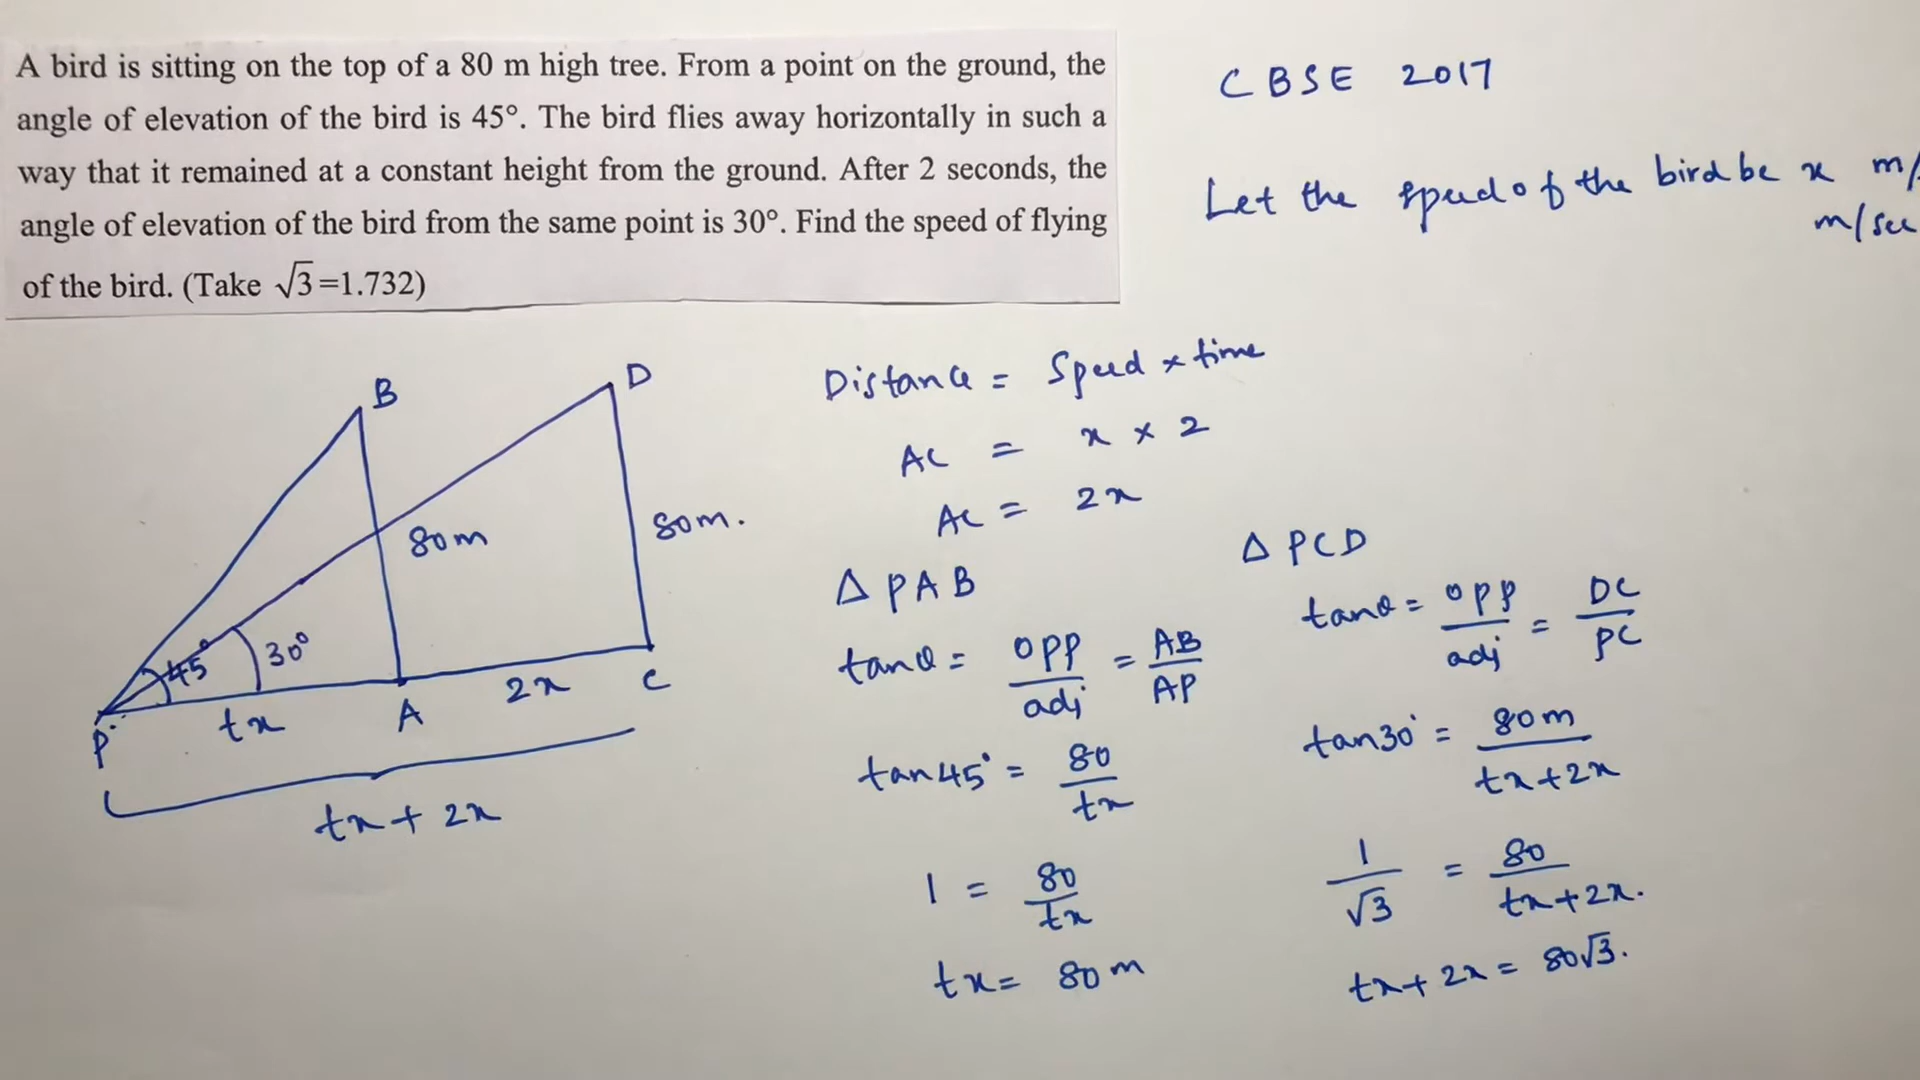 A bird is sitting on the top of a 80 m high tree. From a point on the ground, the
angle of elevation of the bird is 45°. The bird flies away horizontally in such a
way that it remained at a constant height from the ground. After 2 seconds, the
angle of elevation of the bird from the same point is 30°. Find the speed of flying
of the bird. (Take √3=1.732)
CBSE 2017
Let the speed of the bird be x m/
m/sec
B
D
80m
80m.
45°
30°
P
tx
A
2x
C
tx + 2x
Distance = Speed × time
AC = x × 2
AC = 2x
Δ PAB
tanθ = opp/adj = AB/AP
tan45° = 80/tx
1 = 80/tx
tx = 80m
Δ PCD
tanθ = opp/adj = DC/PC
tan30° = 80m/tx+2x
1/√3 = 80/tx+2x.
tx+2x = 80√3.